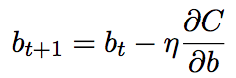 b_{t+1} = b_t − η ∂C/∂b